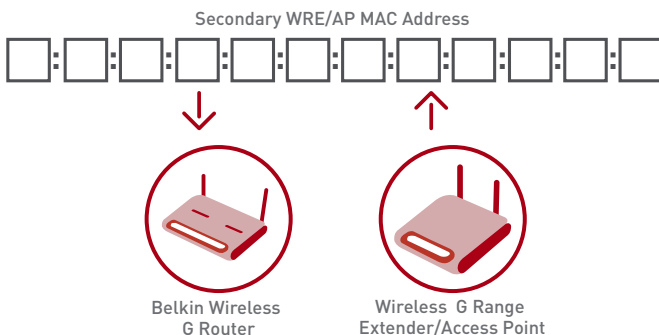 Secondary WRE/AP MAC Address
: : : : : : : : : : :
Belkin Wireless
G Router
Wireless G Range
Extender/Access Point